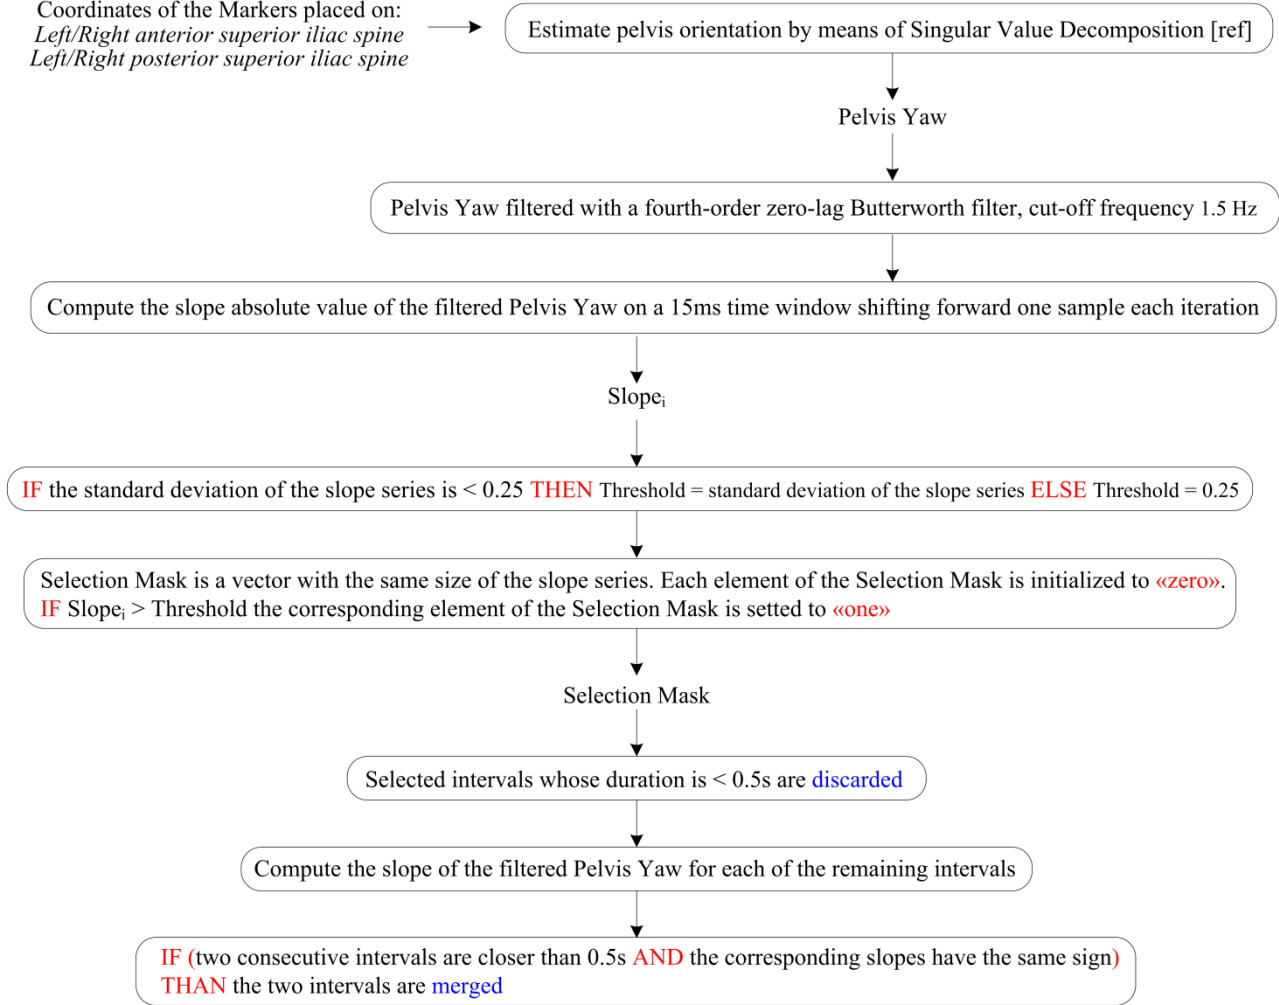 Coordinates of the Markers placed on:
Left/Right anterior superior iliac spine
Left/Right posterior superior iliac spine
Estimate pelvis orientation by means of Singular Value Decomposition [ref]
Pelvis Yaw
Pelvis Yaw filtered with a fourth-order zero-lag Butterworth filter, cut-off frequency 1.5 Hz
Compute the slope absolute value of the filtered Pelvis Yaw on a 15ms time window shifting forward one sample each iteration
Slopeᵢ
IF the standard deviation of the slope series is < 0.25 THEN Threshold = standard deviation of the slope series ELSE Threshold = 0.25
Selection Mask is a vector with the same size of the slope series. Each element of the Selection Mask is initialized to «zero».
IF Slopeᵢ > Threshold the corresponding element of the Selection Mask is setted to «one»
Selection Mask
Selected intervals whose duration is < 0.5s are discarded
Compute the slope of the filtered Pelvis Yaw for each of the remaining intervals
IF (two consecutive intervals are closer than 0.5s AND the corresponding slopes have the same sign)
THAN the two intervals are merged